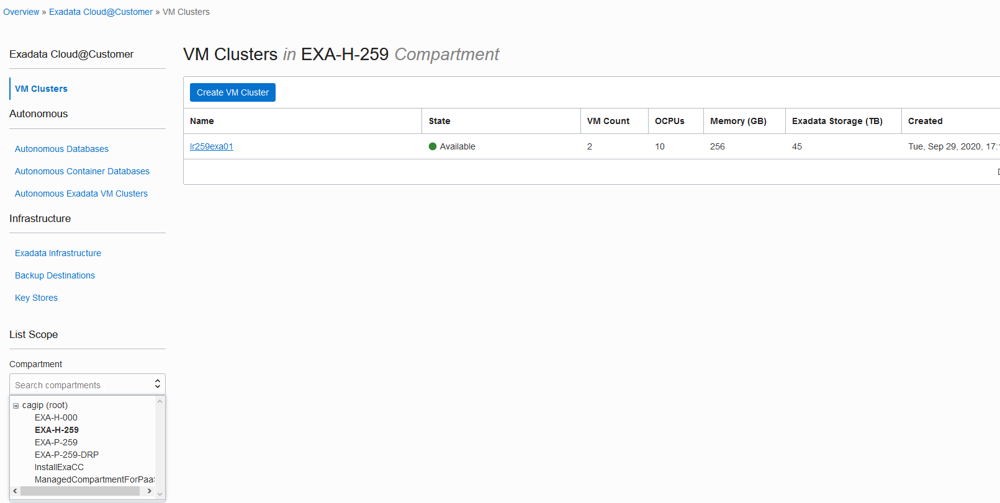 Overview » Exadata Cloud@Customer » VM Clusters
Exadata Cloud@Customer
VM Clusters
Autonomous
Autonomous Databases
Autonomous Container Databases
Autonomous Exadata VM Clusters
Infrastructure
Exadata Infrastructure
Backup Destinations
Key Stores
List Scope
Compartment
Search compartments
cagip (root)
EXA-H-000
EXA-H-259
EXA-P-259
EXA-P-259-DRP
InstallExaCC
ManagedCompartmentForPaaS
VM Clusters in EXA-H-259 Compartment
Create VM Cluster
Name State VM Count OCPUs Memory (GB) Exadata Storage (TB) Created
lr259exa01 Available 2 10 256 45 Tue, Sep 29, 2020, 17: